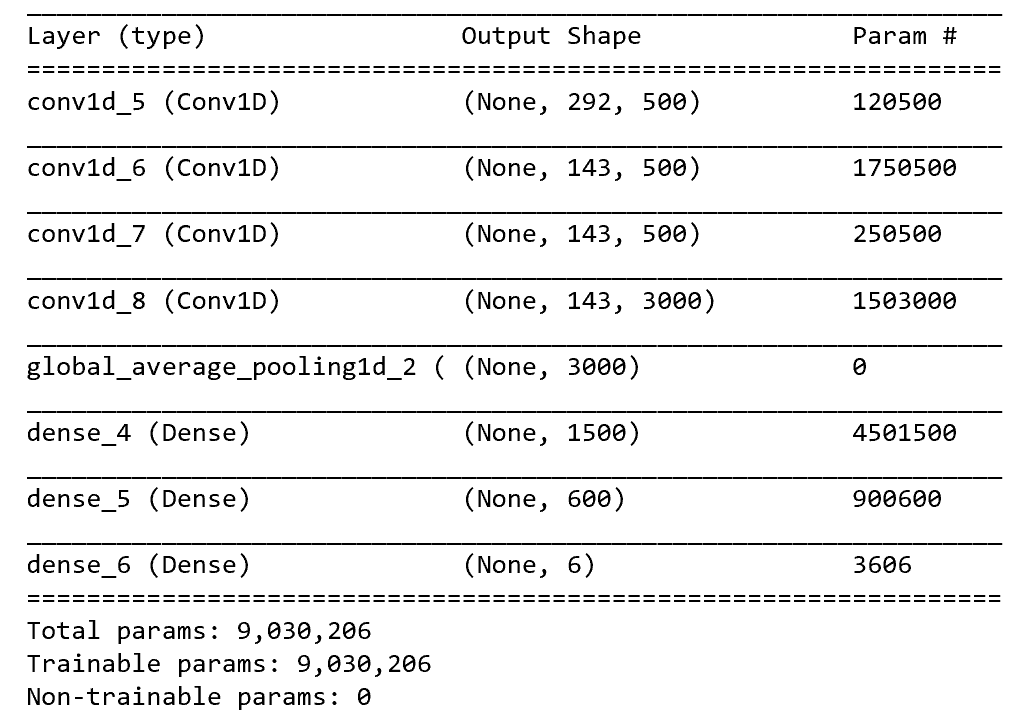 Layer (type) Output Shape Param #
=================================================================
conv1d_5 (Conv1D) (None, 292, 500) 120500
conv1d_6 (Conv1D) (None, 143, 500) 1750500
conv1d_7 (Conv1D) (None, 143, 500) 250500
conv1d_8 (Conv1D) (None, 143, 3000) 1503000
global_average_pooling1d_2 ( (None, 3000) 0
dense_4 (Dense) (None, 1500) 4501500
dense_5 (Dense) (None, 600) 900600
dense_6 (Dense) (None, 6) 3606
=================================================================
Total params: 9,030,206
Trainable params: 9,030,206
Non-trainable params: 0